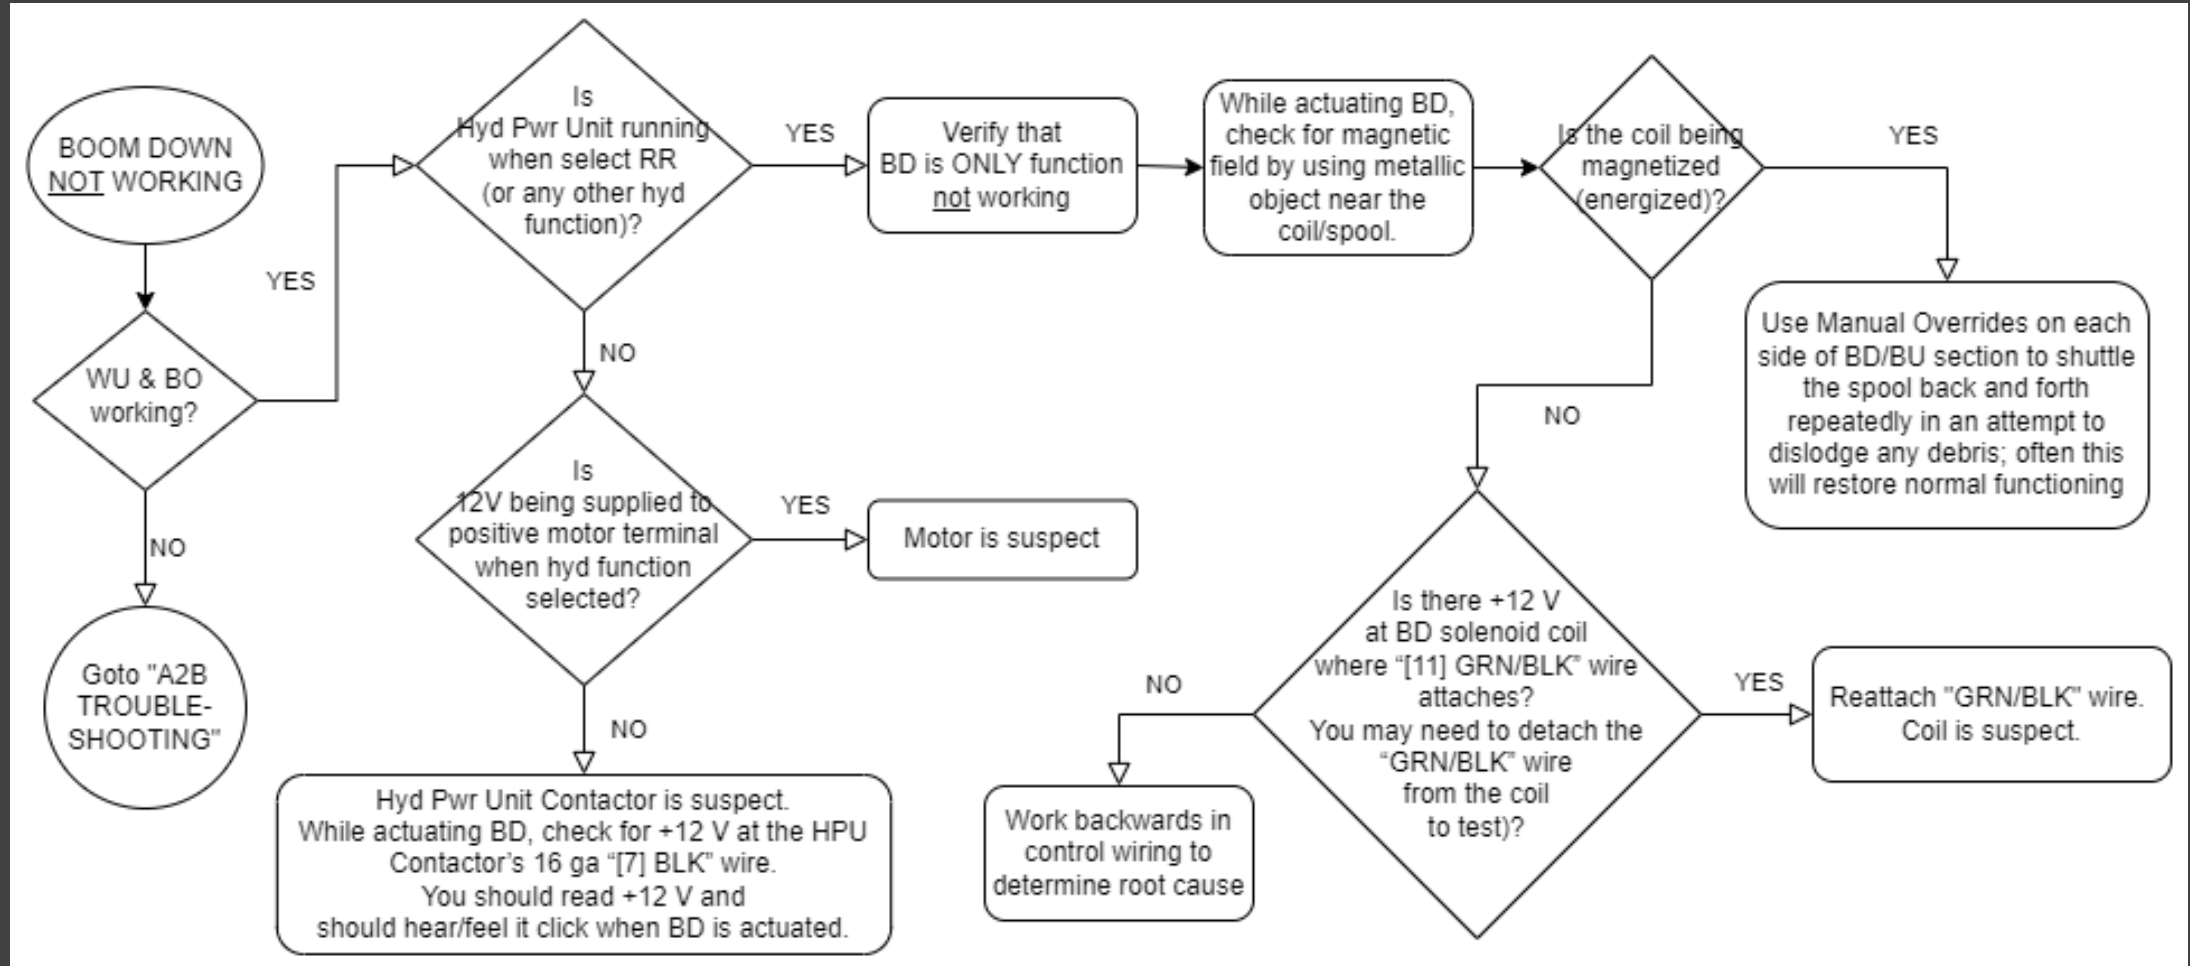 BOOM DOWN
NOT WORKING
WU & BO
working?
YES
NO
Goto "A2B
TROUBLE-
SHOOTING"
Is
Hyd Pwr Unit running
when select RR
(or any other hyd
function)?
YES
NO
Is
12V being supplied to
positive motor terminal
when hyd function
selected?
YES
Motor is suspect
NO
Hyd Pwr Unit Contactor is suspect.
While actuating BD, check for +12 V at the HPU
Contactor’s 16 ga “[7] BLK” wire.
You should read +12 V and
should hear/feel it click when BD is actuated.
Verify that
BD is ONLY function
not working
While actuating BD,
check for magnetic
field by using metallic
object near the
coil/spool.
Is the coil being
magnetized
(energized)?
YES
Use Manual Overrides on each
side of BD/BU section to shuttle
the spool back and forth
repeatedly in an attempt to
dislodge any debris; often this
will restore normal functioning
NO
Is there +12 V
at BD solenoid coil
where “[11] GRN/BLK” wire
attaches?
You may need to detach the
“GRN/BLK” wire
from the coil
to test)?
NO
Work backwards in
control wiring to
determine root cause
YES
Reattach "GRN/BLK" wire.
Coil is suspect.